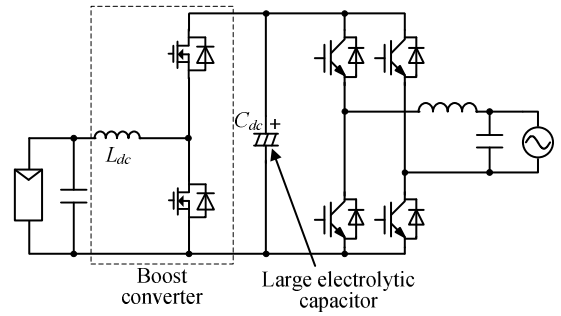 C_dc +
L_dc
Boost
converter
Large electrolytic
capacitor